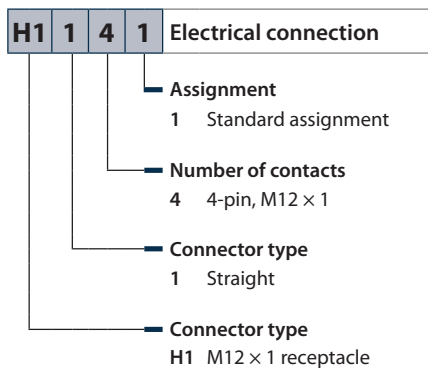 H1 1 4 1 Electrical connection
Assignment
1 Standard assignment
Number of contacts
4 4-pin, M12 × 1
Connector type
1 Straight
Connector type
H1 M12 × 1 receptacle